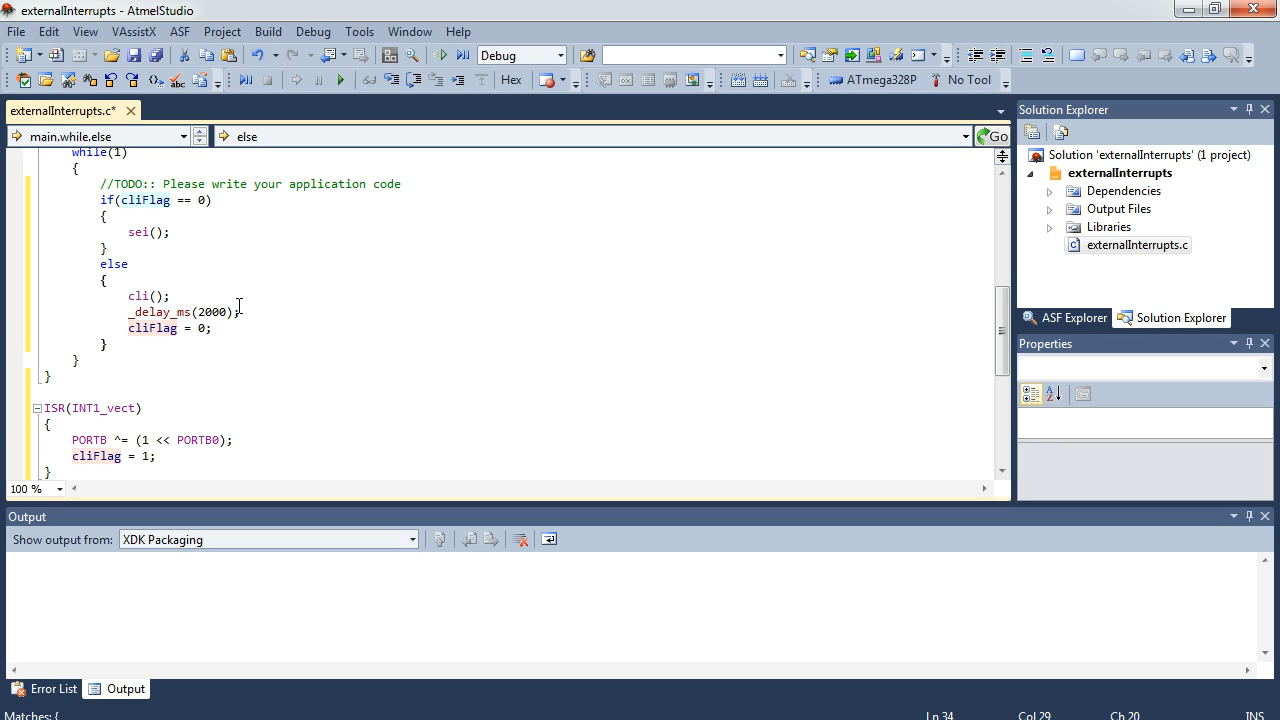 externalInterrupts - AtmelStudio
File Edit View VAssistX ASF Project Build Debug Tools Window Help
Debug
Hex ATmega328P No Tool
externalInterrupts.c*
main.while.else else Go
while(1)
{
//TODO:: Please write your application code
if(cliFlag == 0)
{
sei();
}
else
{
cli();
_delay_ms(2000);
cliFlag = 0;
}
}
}
ISR(INT1_vect)
{
PORTB ^= (1 << PORTB0);
cliFlag = 1;
}
100 %
Solution Explorer
Solution 'externalInterrupts' (1 project)
externalInterrupts
Dependencies
Output Files
Libraries
externalInterrupts.c
ASF Explorer Solution Explorer
Properties
Output
Show output from: XDK Packaging
Error List Output
Matches: { Ln 34 Col 29 Ch 20 INS